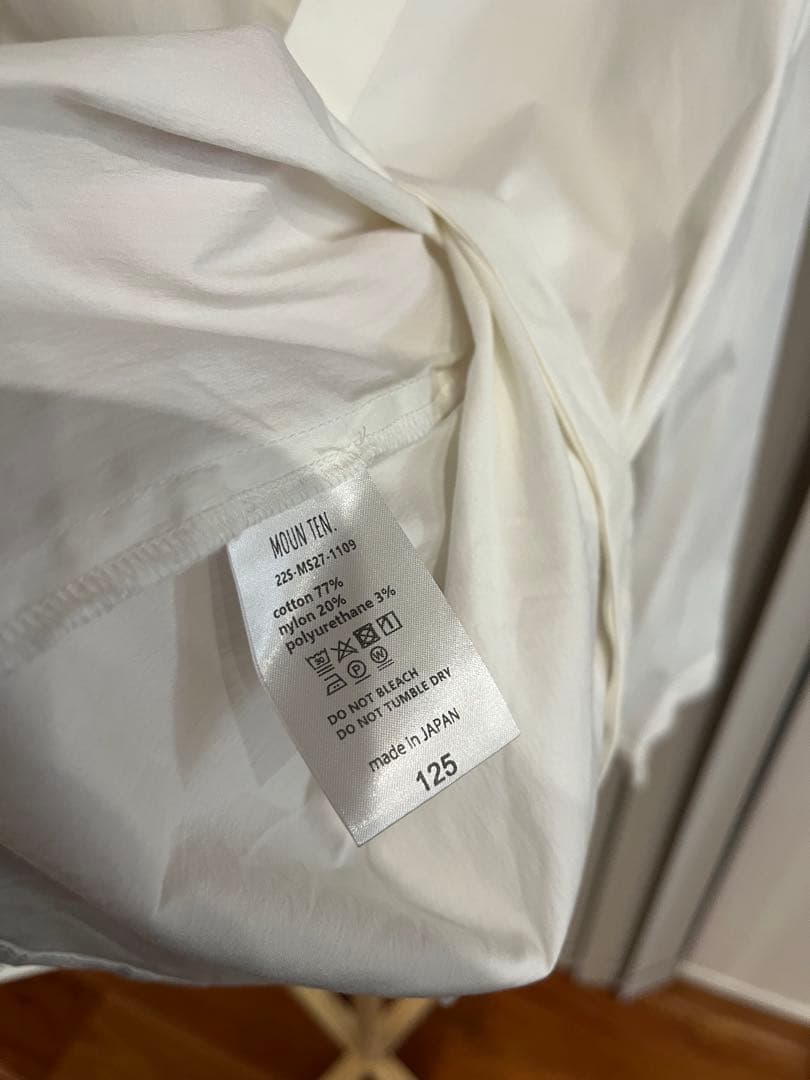 MOUN TEN.
22S-MS27-1109
cotton 77%
nylon 20%
polyurethane 3%
30
P W
DO NOT BLEACH
DO NOT TUMBLE DRY
made in JAPAN
125